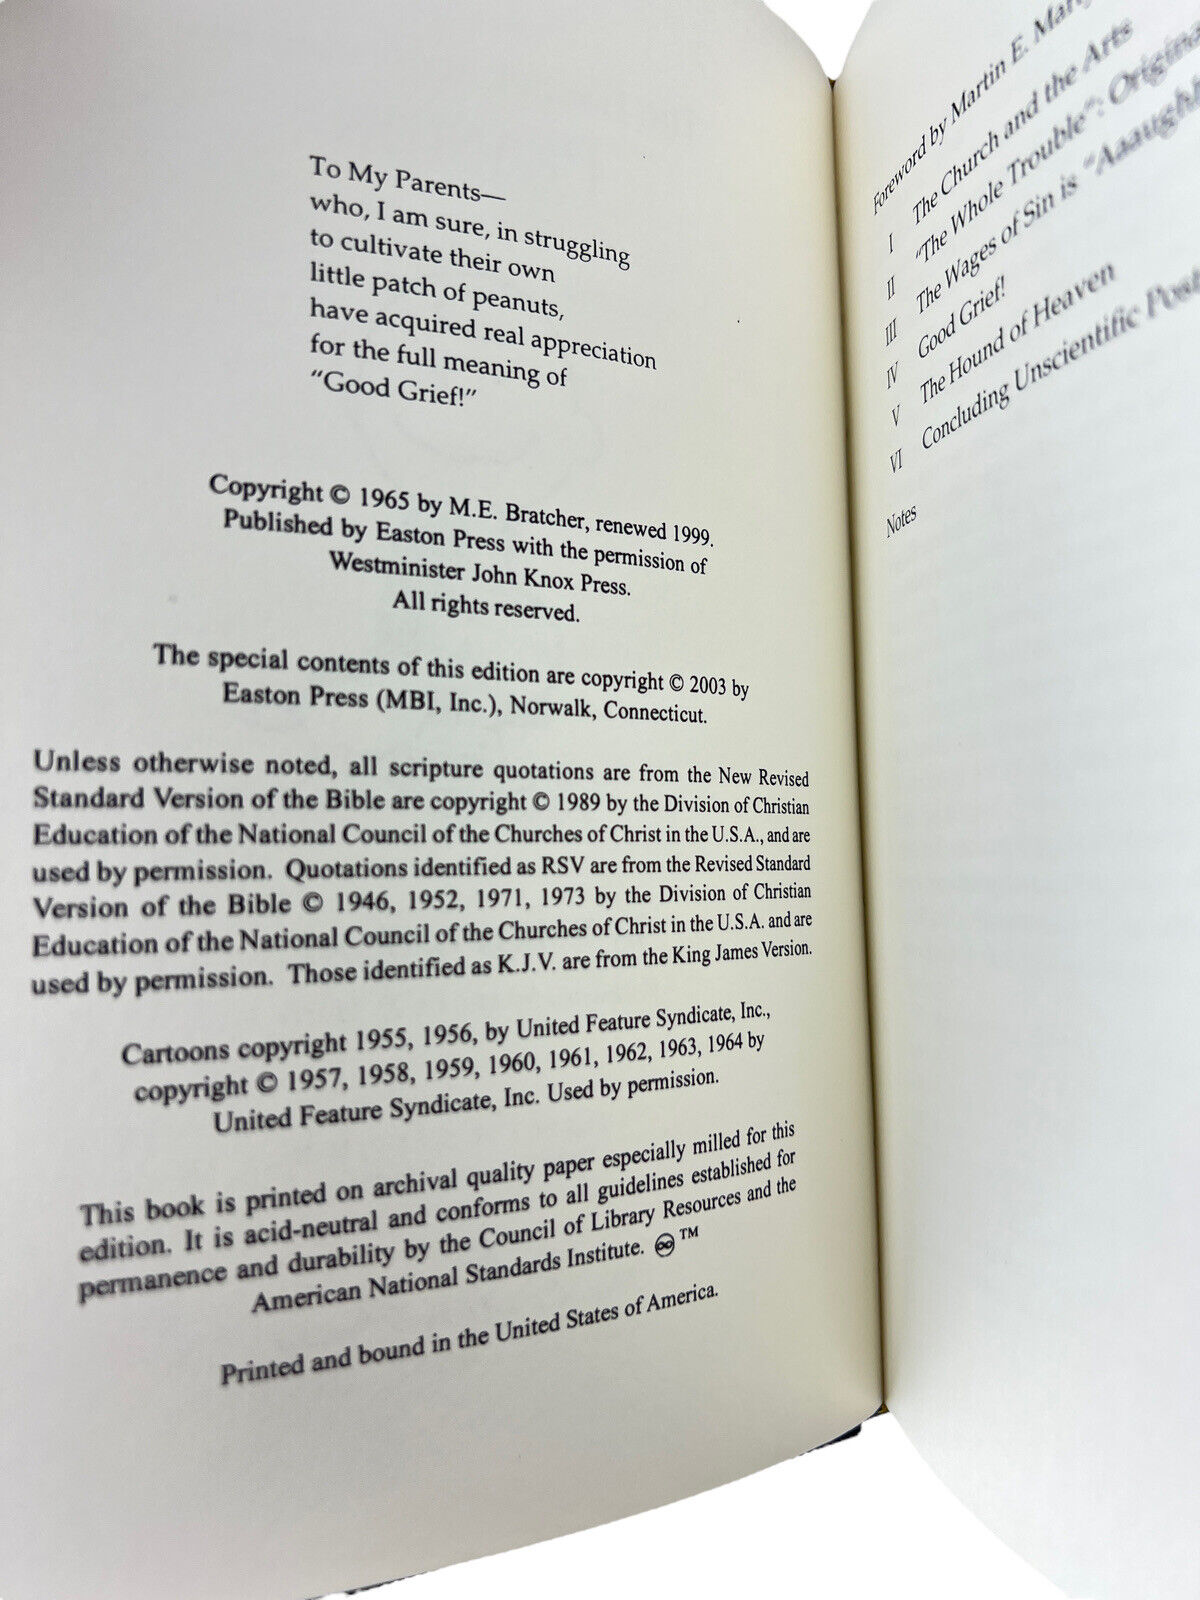 To My Parents—
who, I am sure, in struggling
to cultivate their own
little patch of peanuts,
have acquired real appreciation
for the full meaning of
“Good Grief!”
Copyright © 1965 by M.E. Bratcher, renewed 1999.
Published by Easton Press with the permission of
Westminister John Knox Press.
All rights reserved.
The special contents of this edition are copyright © 2003 by
Easton Press (MBI, Inc.), Norwalk, Connecticut.
Unless otherwise noted, all scripture quotations are from the New Revised
Standard Version of the Bible are copyright © 1989 by the Division of Christian
Education of the National Council of the Churches of Christ in the U.S.A., and are
used by permission. Quotations identified as RSV are from the Revised Standard
Version of the Bible © 1946, 1952, 1971, 1973 by the Division of Christian
Education of the National Council of the Churches of Christ in the U.S.A. and are
used by permission. Those identified as K.J.V. are from the King James Version.
Cartoons copyright 1955, 1956, by United Feature Syndicate, Inc.,
copyright © 1957, 1958, 1959, 1960, 1961, 1962, 1963, 1964 by
United Feature Syndicate, Inc. Used by permission.
This book is printed on archival quality paper especially milled for this
edition. It is acid-neutral and conforms to all guidelines established for
permanence and durability by the Council of Library Resources and the
American National Standards Institute. ♾™
Printed and bound in the United States of America.
Foreword by Martin E.
I The Church and the Arts
II “The Whole Trouble”:
III The Wages of Sin is
IV Good Grief!
V The Hound of Heaven
VI Concluding Unscientific
Notes